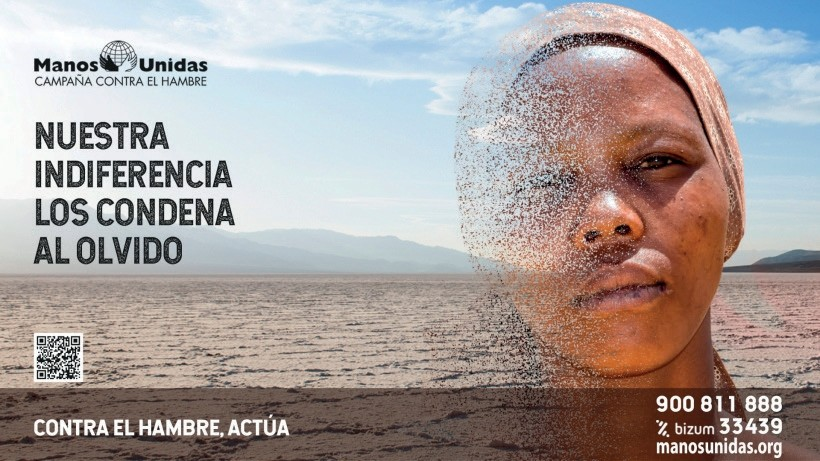 Manos Unidas
CAMPAÑA CONTRA EL HAMBRE
NUESTRA
INDIFERENCIA
LOS CONDENA
AL OLVIDO
CONTRA EL HAMBRE, ACTÚA
900 811 888
bizum 33439
manosunidas.org